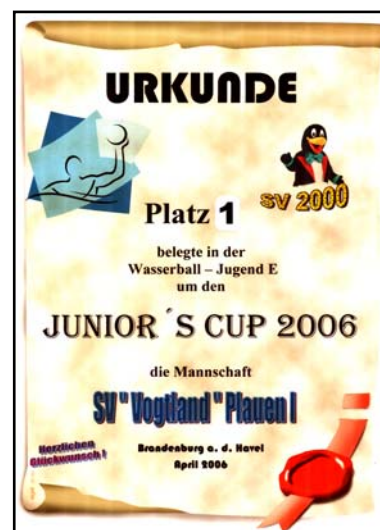 URKUNDE
SV 2000
Platz 1
belegte in der
Wasserball – Jugend E
um den
JUNIOR ´S CUP 2006
die Mannschaft
SV " Vogtland " Plauen I
Herzlichen
Glückwunsch !
Brandenburg a. d. Havel
April 2006